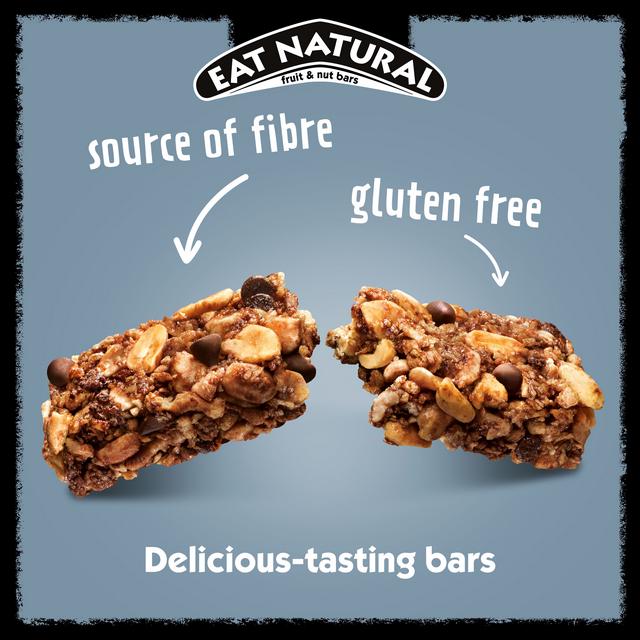 EAT NATURAL
fruit & nut bars
source of fibre
gluten free
Delicious-tasting bars